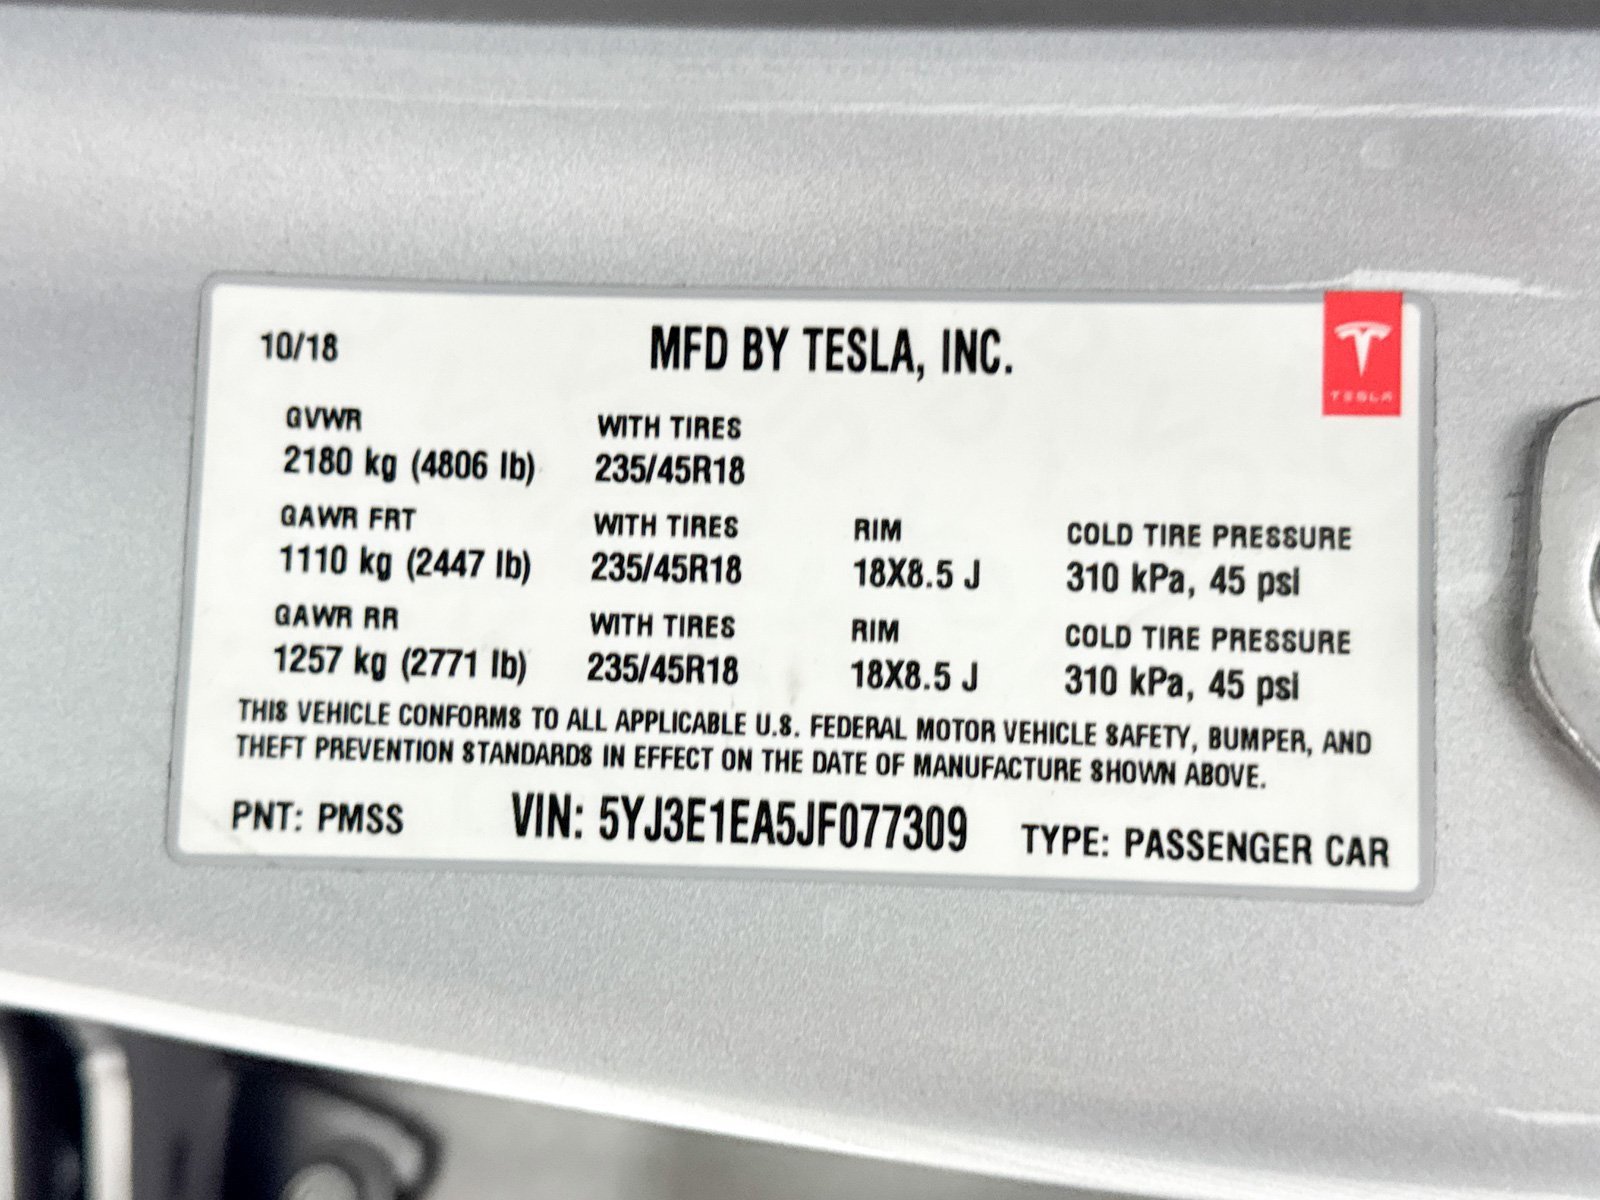 10/18 MFD BY TESLA, INC.
TESLA
GVWR WITH TIRES
2180 kg (4806 lb) 235/45R18
GAWR FRT WITH TIRES RIM COLD TIRE PRESSURE
1110 kg (2447 lb) 235/45R18 18X8.5 J 310 kPa, 45 psi
GAWR RR WITH TIRES RIM COLD TIRE PRESSURE
1257 kg (2771 lb) 235/45R18 18X8.5 J 310 kPa, 45 psi
THIS VEHICLE CONFORMS TO ALL APPLICABLE U.S. FEDERAL MOTOR VEHICLE SAFETY, BUMPER, AND
THEFT PREVENTION STANDARDS IN EFFECT ON THE DATE OF MANUFACTURE SHOWN ABOVE.
PNT: PMSS VIN: 5YJ3E1EA5JF077309 TYPE: PASSENGER CAR